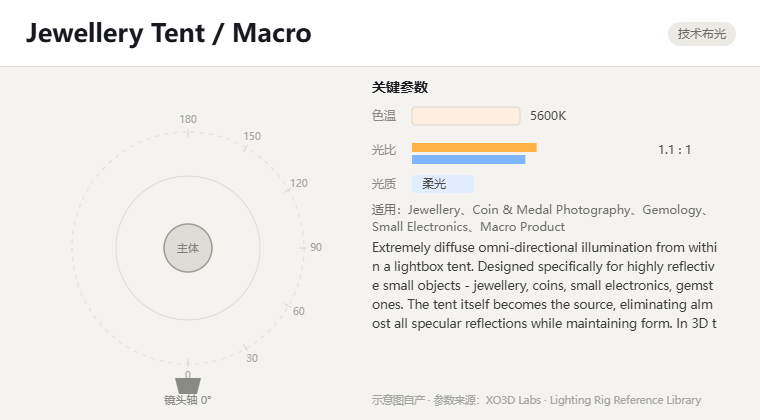 Jewellery Tent / Macro
技术布光
180
150
120
90
60
30
0
主体
镜头轴 0°
关键参数
色温
5600K
光比
1.1 : 1
光质
柔光
适用：Jewellery、Coin & Medal Photography、Gemology、
Small Electronics、Macro Product
Extremely diffuse omni-directional illumination from withi
n a lightbox tent. Designed specifically for highly reflectiv
e small objects - jewellery, coins, small electronics, gemst
ones. The tent itself becomes the source, eliminating alm
ost all specular reflections while maintaining form. In 3D t
示意图自产 · 参数来源：XO3D Labs · Lighting Rig Reference Library